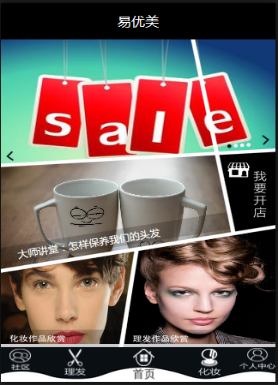 易优美
sale
我要开店
大师讲堂：怎样保养我们的头发
化妆作品欣赏
理发作品欣赏
社区
理发
首页
化妆
个人中心